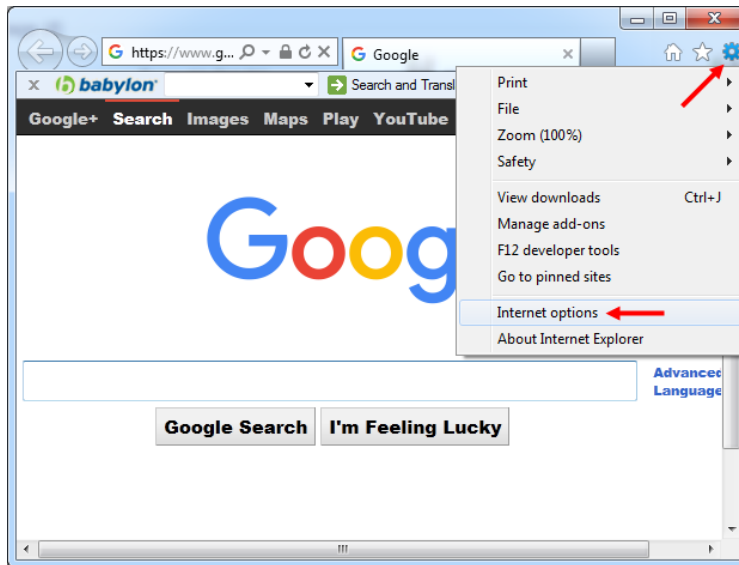 https://www.g...
Google
babylon
Search and Transl
Google+ Search Images Maps Play YouTube
Print
File
Zoom (100%)
Safety
View downloads Ctrl+J
Manage add-ons
F12 developer tools
Go to pinned sites
Internet options
About Internet Explorer
Goog
Advanced
Language
Google Search I'm Feeling Lucky